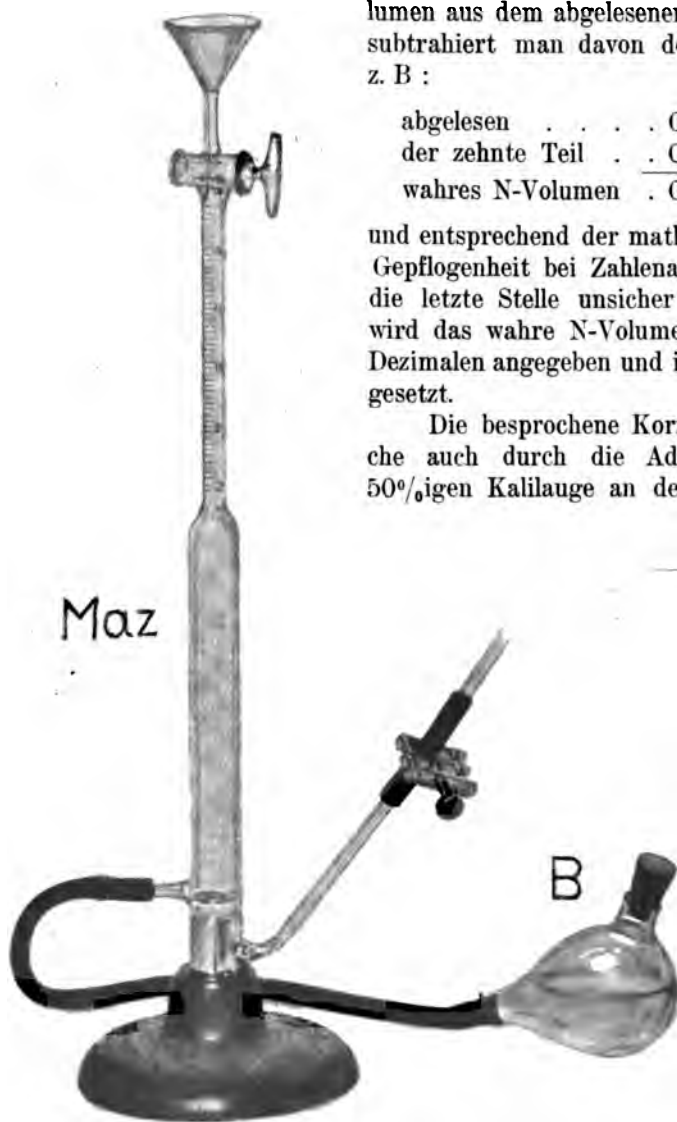 lumen aus dem abgelesenen
subtrahiert man davon de
z. B :
abgelesen . . . . 0
der zehnte Teil . . 0
wahres N-Volumen . 0
und entsprechend der math
Gepflogenheit bei Zahlena
die letzte Stelle unsicher
wird das wahre N-Volume
Dezimalen angegeben und i
gesetzt.
Die besprochene Kor
che auch durch die Ad
50%igen Kalilauge an de
Maz
B